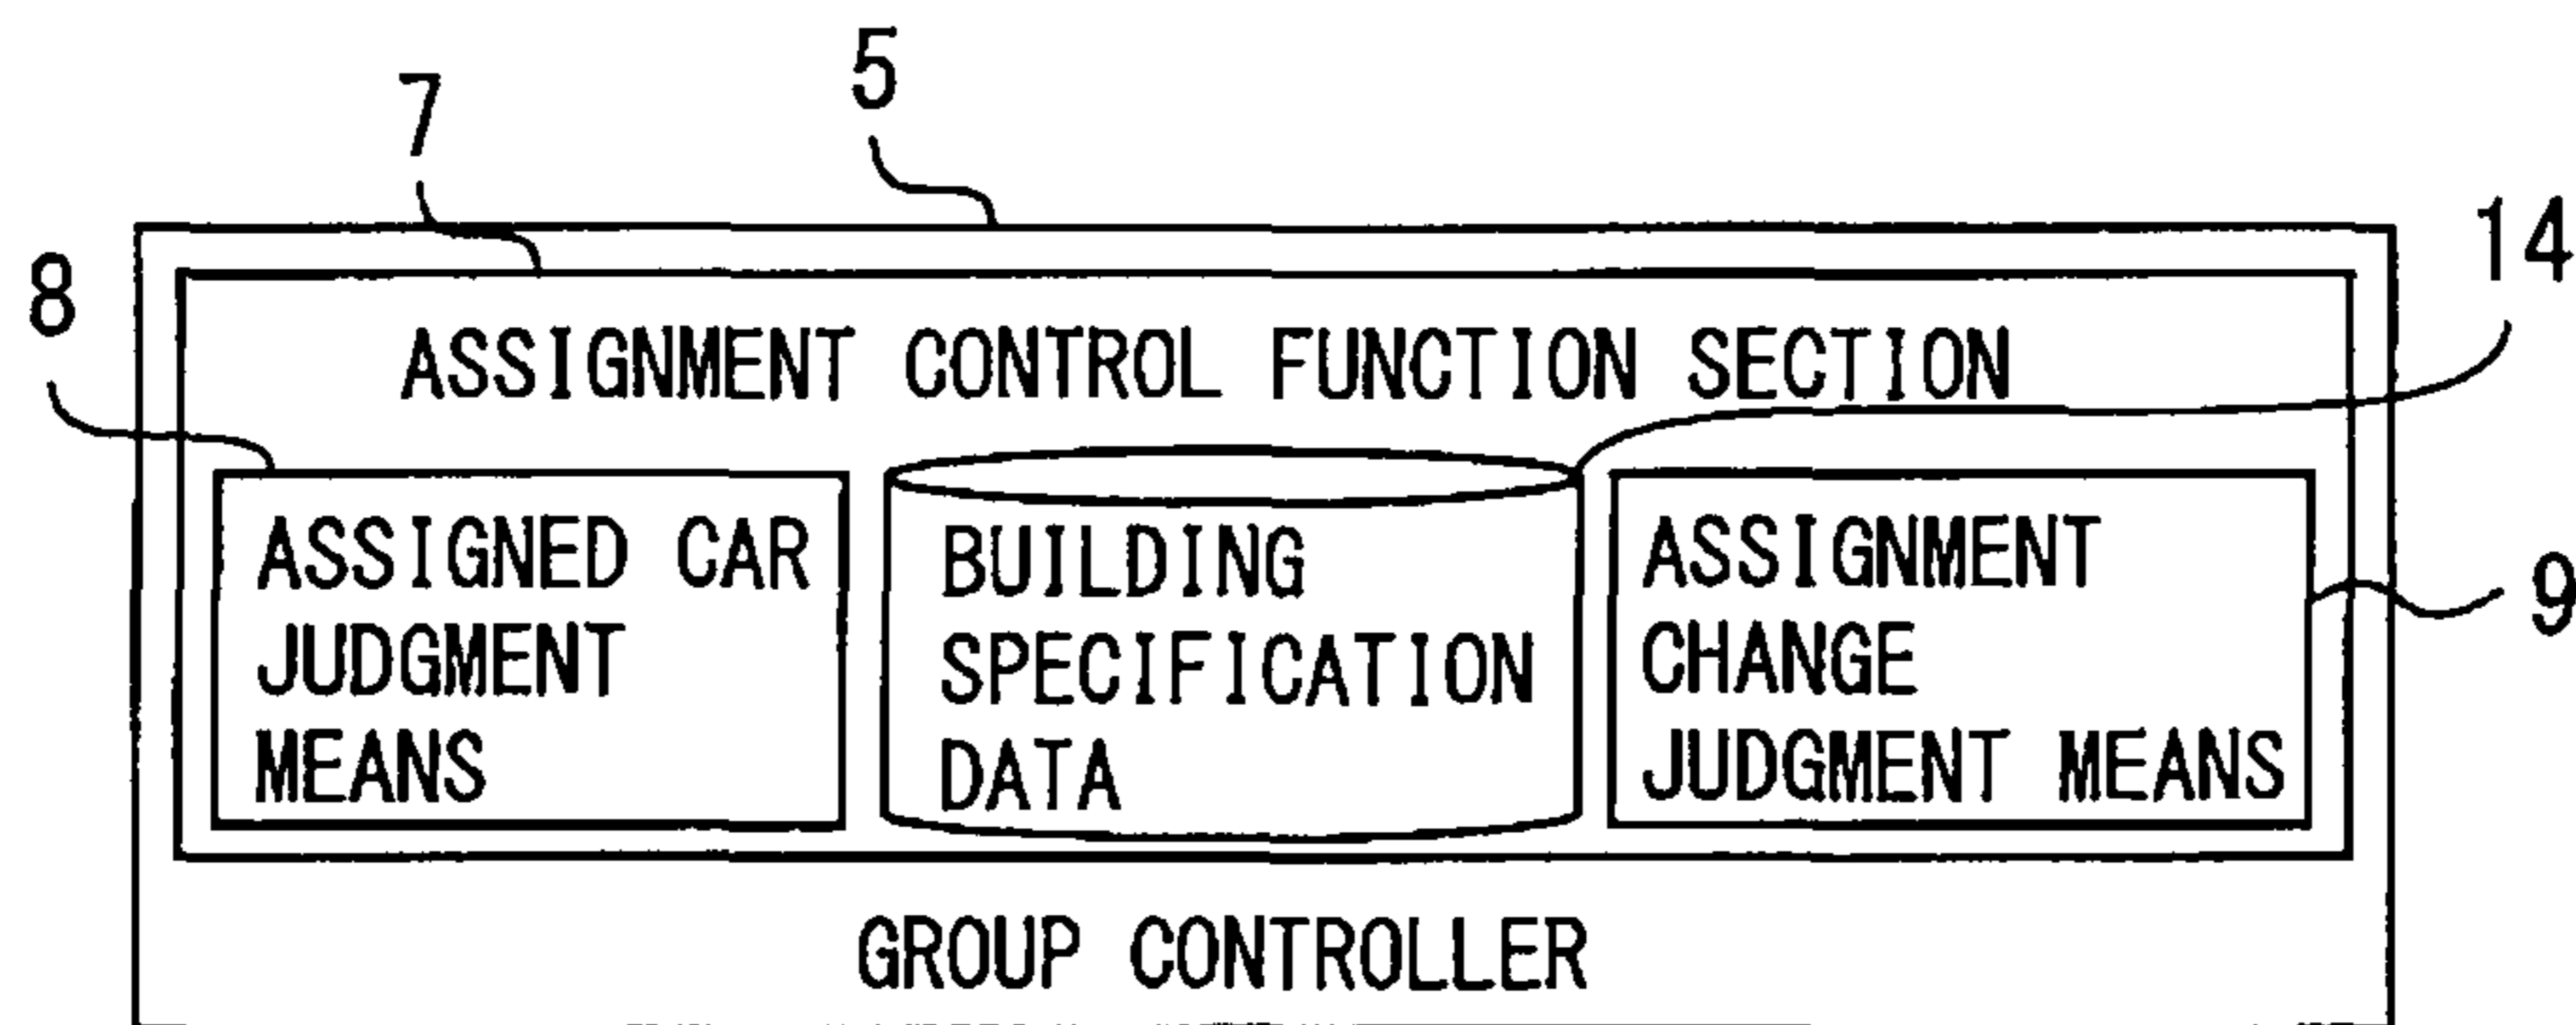 5
7
14
8
ASSIGNMENT CONTROL FUNCTION SECTION
ASSIGNED CAR
JUDGMENT
MEANS
BUILDING
SPECIFICATION
DATA
ASSIGNMENT
CHANGE
JUDGMENT MEANS
9
GROUP CONTROLLER